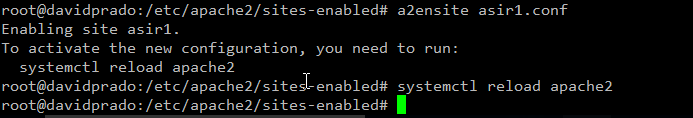 root@davidprado:/etc/apache2/sites-enabled# a2ensite asir1.conf
Enabling site asir1.
To activate the new configuration, you need to run:
  systemctl reload apache2
root@davidprado:/etc/apache2/sites-enabled# systemctl reload apache2
root@davidprado:/etc/apache2/sites-enabled#